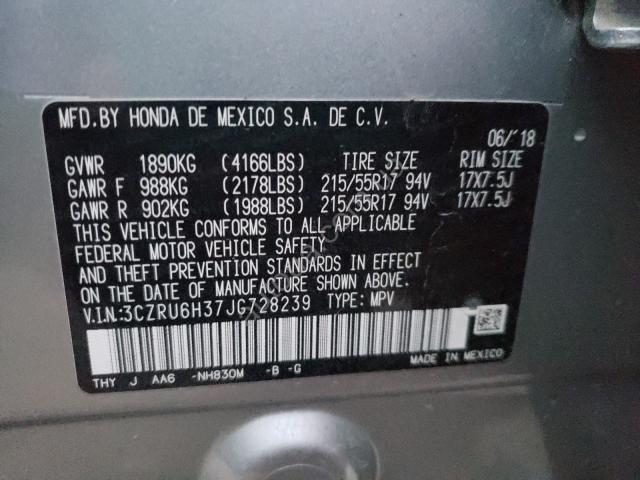 MFD.BY HONDA DE MEXICO S.A. DE C.V.
06/'18
GVWR 1890KG (4166LBS) TIRE SIZE RIM SIZE
GAWR F 988KG (2178LBS) 215/55R17 94V 17X7.5J
GAWR R 902KG (1988LBS) 215/55R17 94V 17X7.5J
THIS VEHICLE CONFORMS TO ALL APPLICABLE
FEDERAL MOTOR VEHICLE SAFETY
AND THEFT PREVENTION STANDARDS IN EFFECT
ON THE DATE OF MANUFACTURE SHOWN ABOVE.
V.I.N.:3CZRU6H37JG728239 TYPE: MPV
THY J AA6 -NH830M -B -G
MADE IN MEXICO